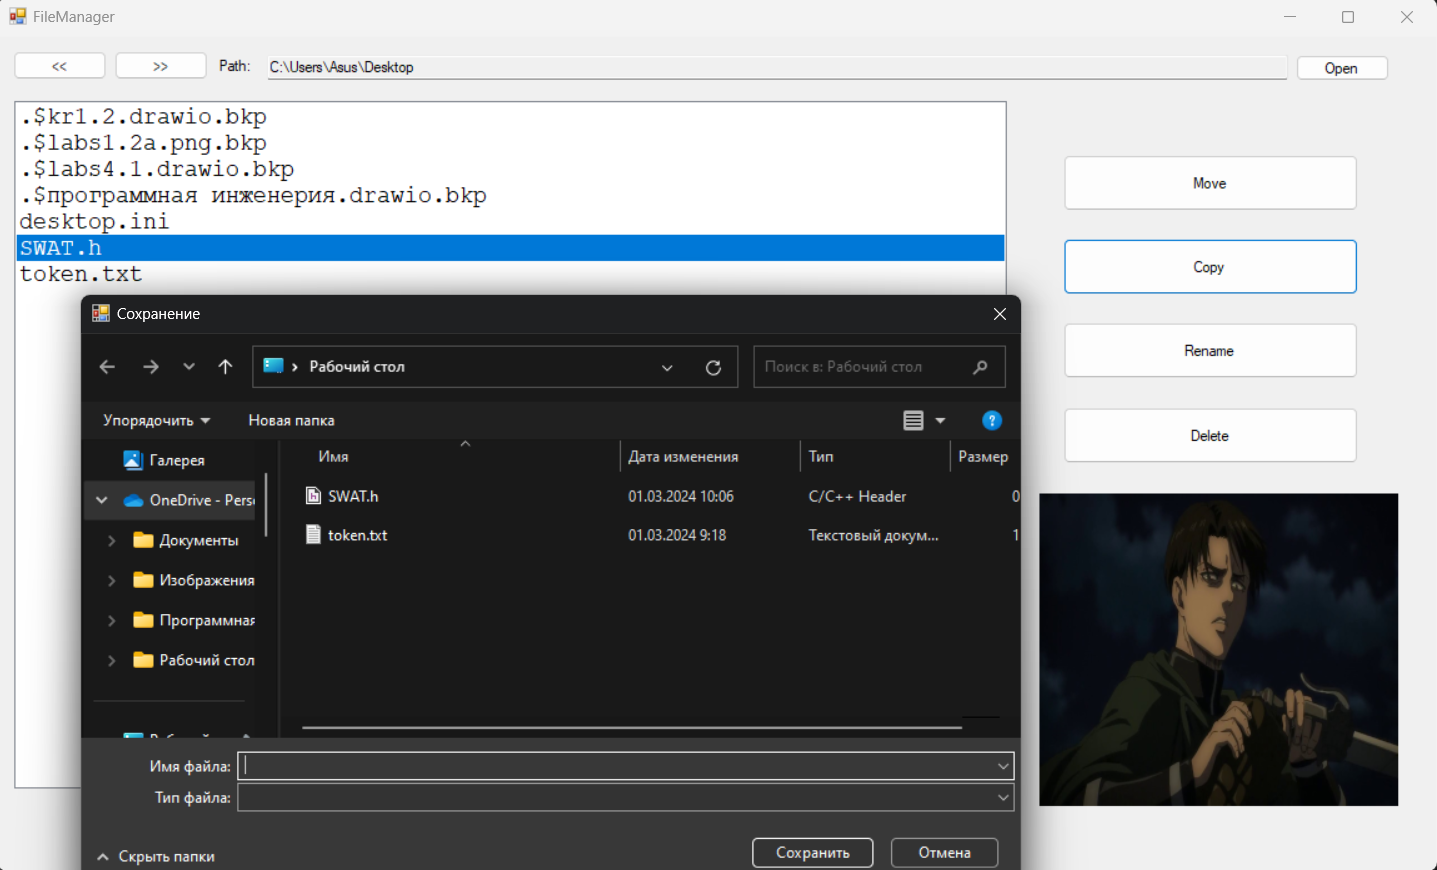 FileManager
<< >> Path: C:\Users\Asus\Desktop Open
.$kr1.2.drawio.bkp
.$labs1.2a.png.bkp
.$labs4.1.drawio.bkp
.$программная инженерия.drawio.bkp
desktop.ini
SWAT.h
token.txt
Move
Copy
Rename
Delete
Сохранение
Рабочий стол
Поиск в: Рабочий стол
Упорядочить Новая папка
?
Галерея
OneDrive - Pers
Документы
Изображения
Программная
Рабочий стол
Имя Дата изменения Тип Размер
SWAT.h 01.03.2024 10:06 C/C++ Header 0
token.txt 01.03.2024 9:18 Текстовый докум... 1
Имя файла:
Тип файла:
Скрыть папки
Сохранить Отмена